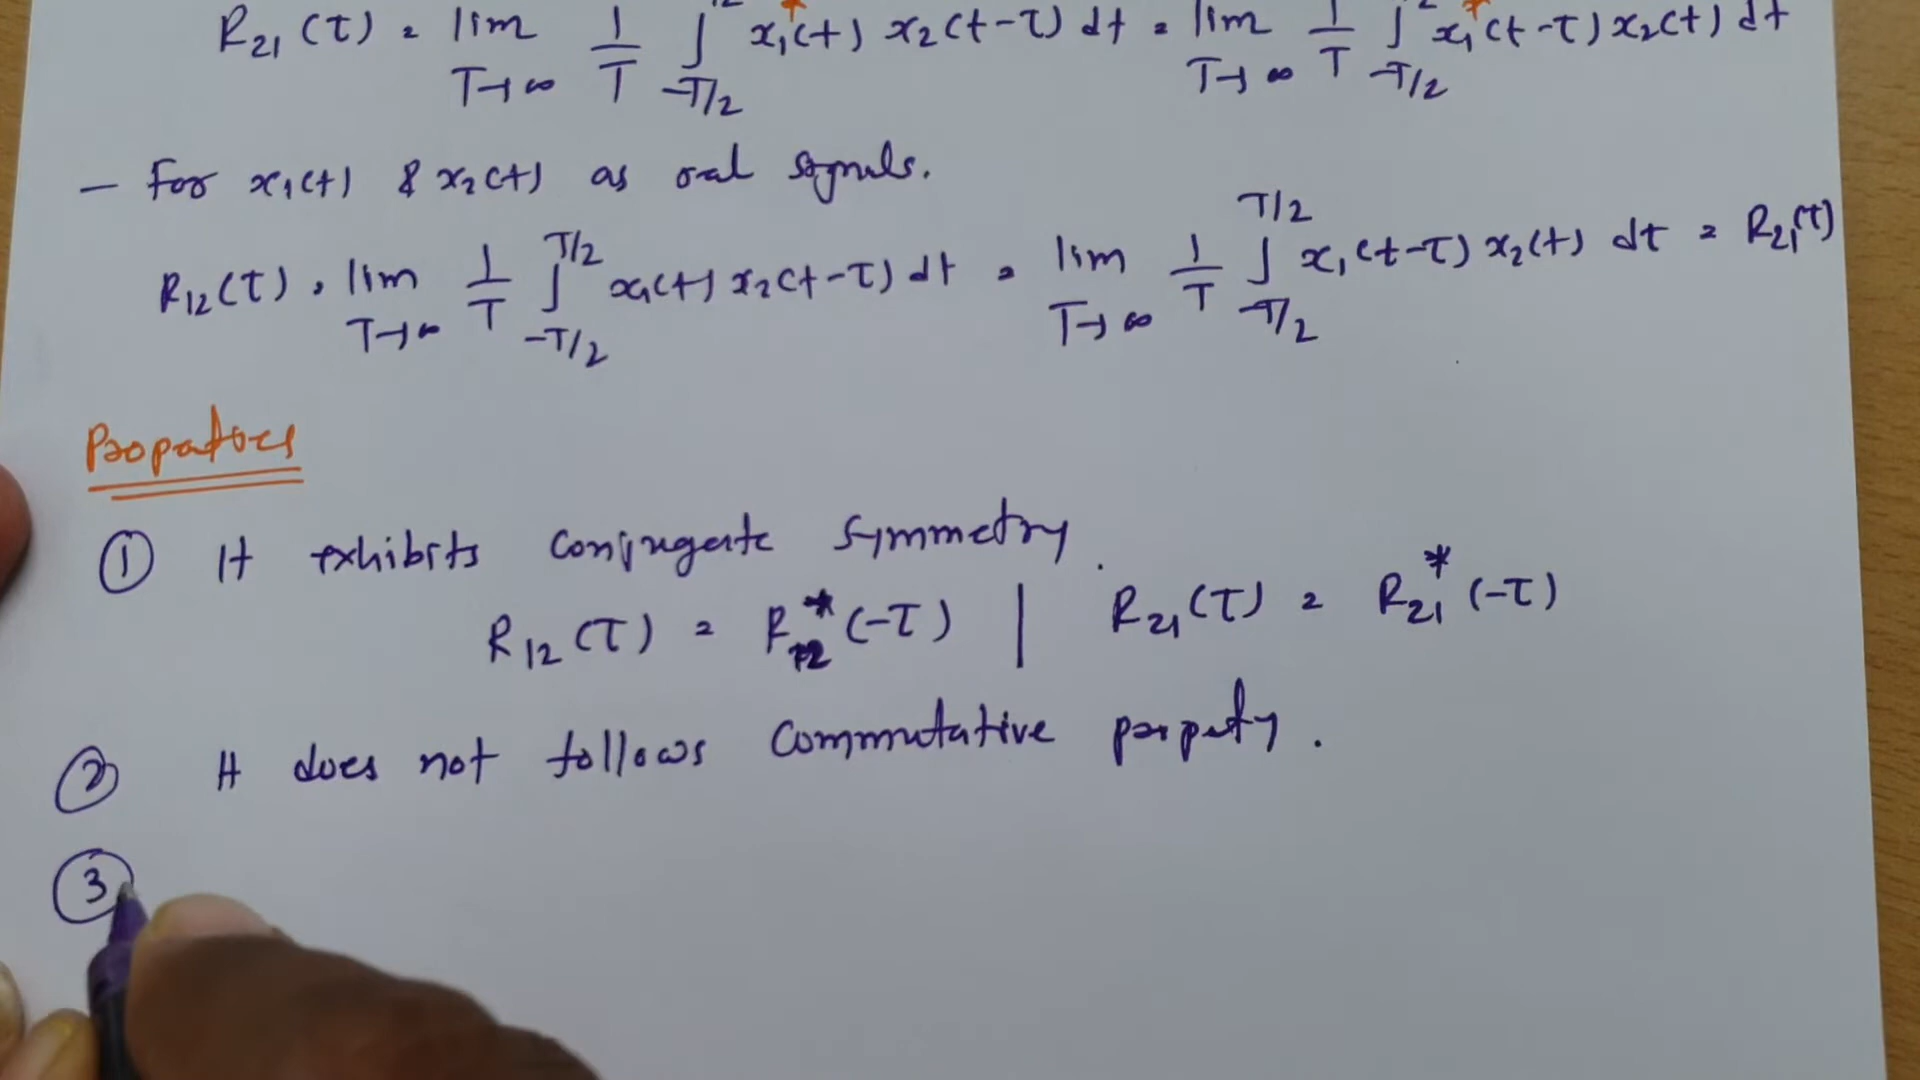 R21(τ) = lim T→∞ 1/T ∫ -T/2 x1*(t) x2(t-τ) dt = lim T→∞ 1/T ∫ -T/2 x1*(t-τ) x2(t) dt
— For x1(t) & x2(t) as real signals.
R12(τ) = lim T→∞ 1/T ∫ -T/2 T/2 x1(t) x2(t-τ) dt = lim T→∞ 1/T ∫ -T/2 T/2 x1(t-τ) x2(t) dt = R21(τ)
Properties
① It exhibits conjugate symmetry.
R12(τ) = R12*(-τ) | R21(τ) = R21*(-τ)
② It does not follows commutative property.
③